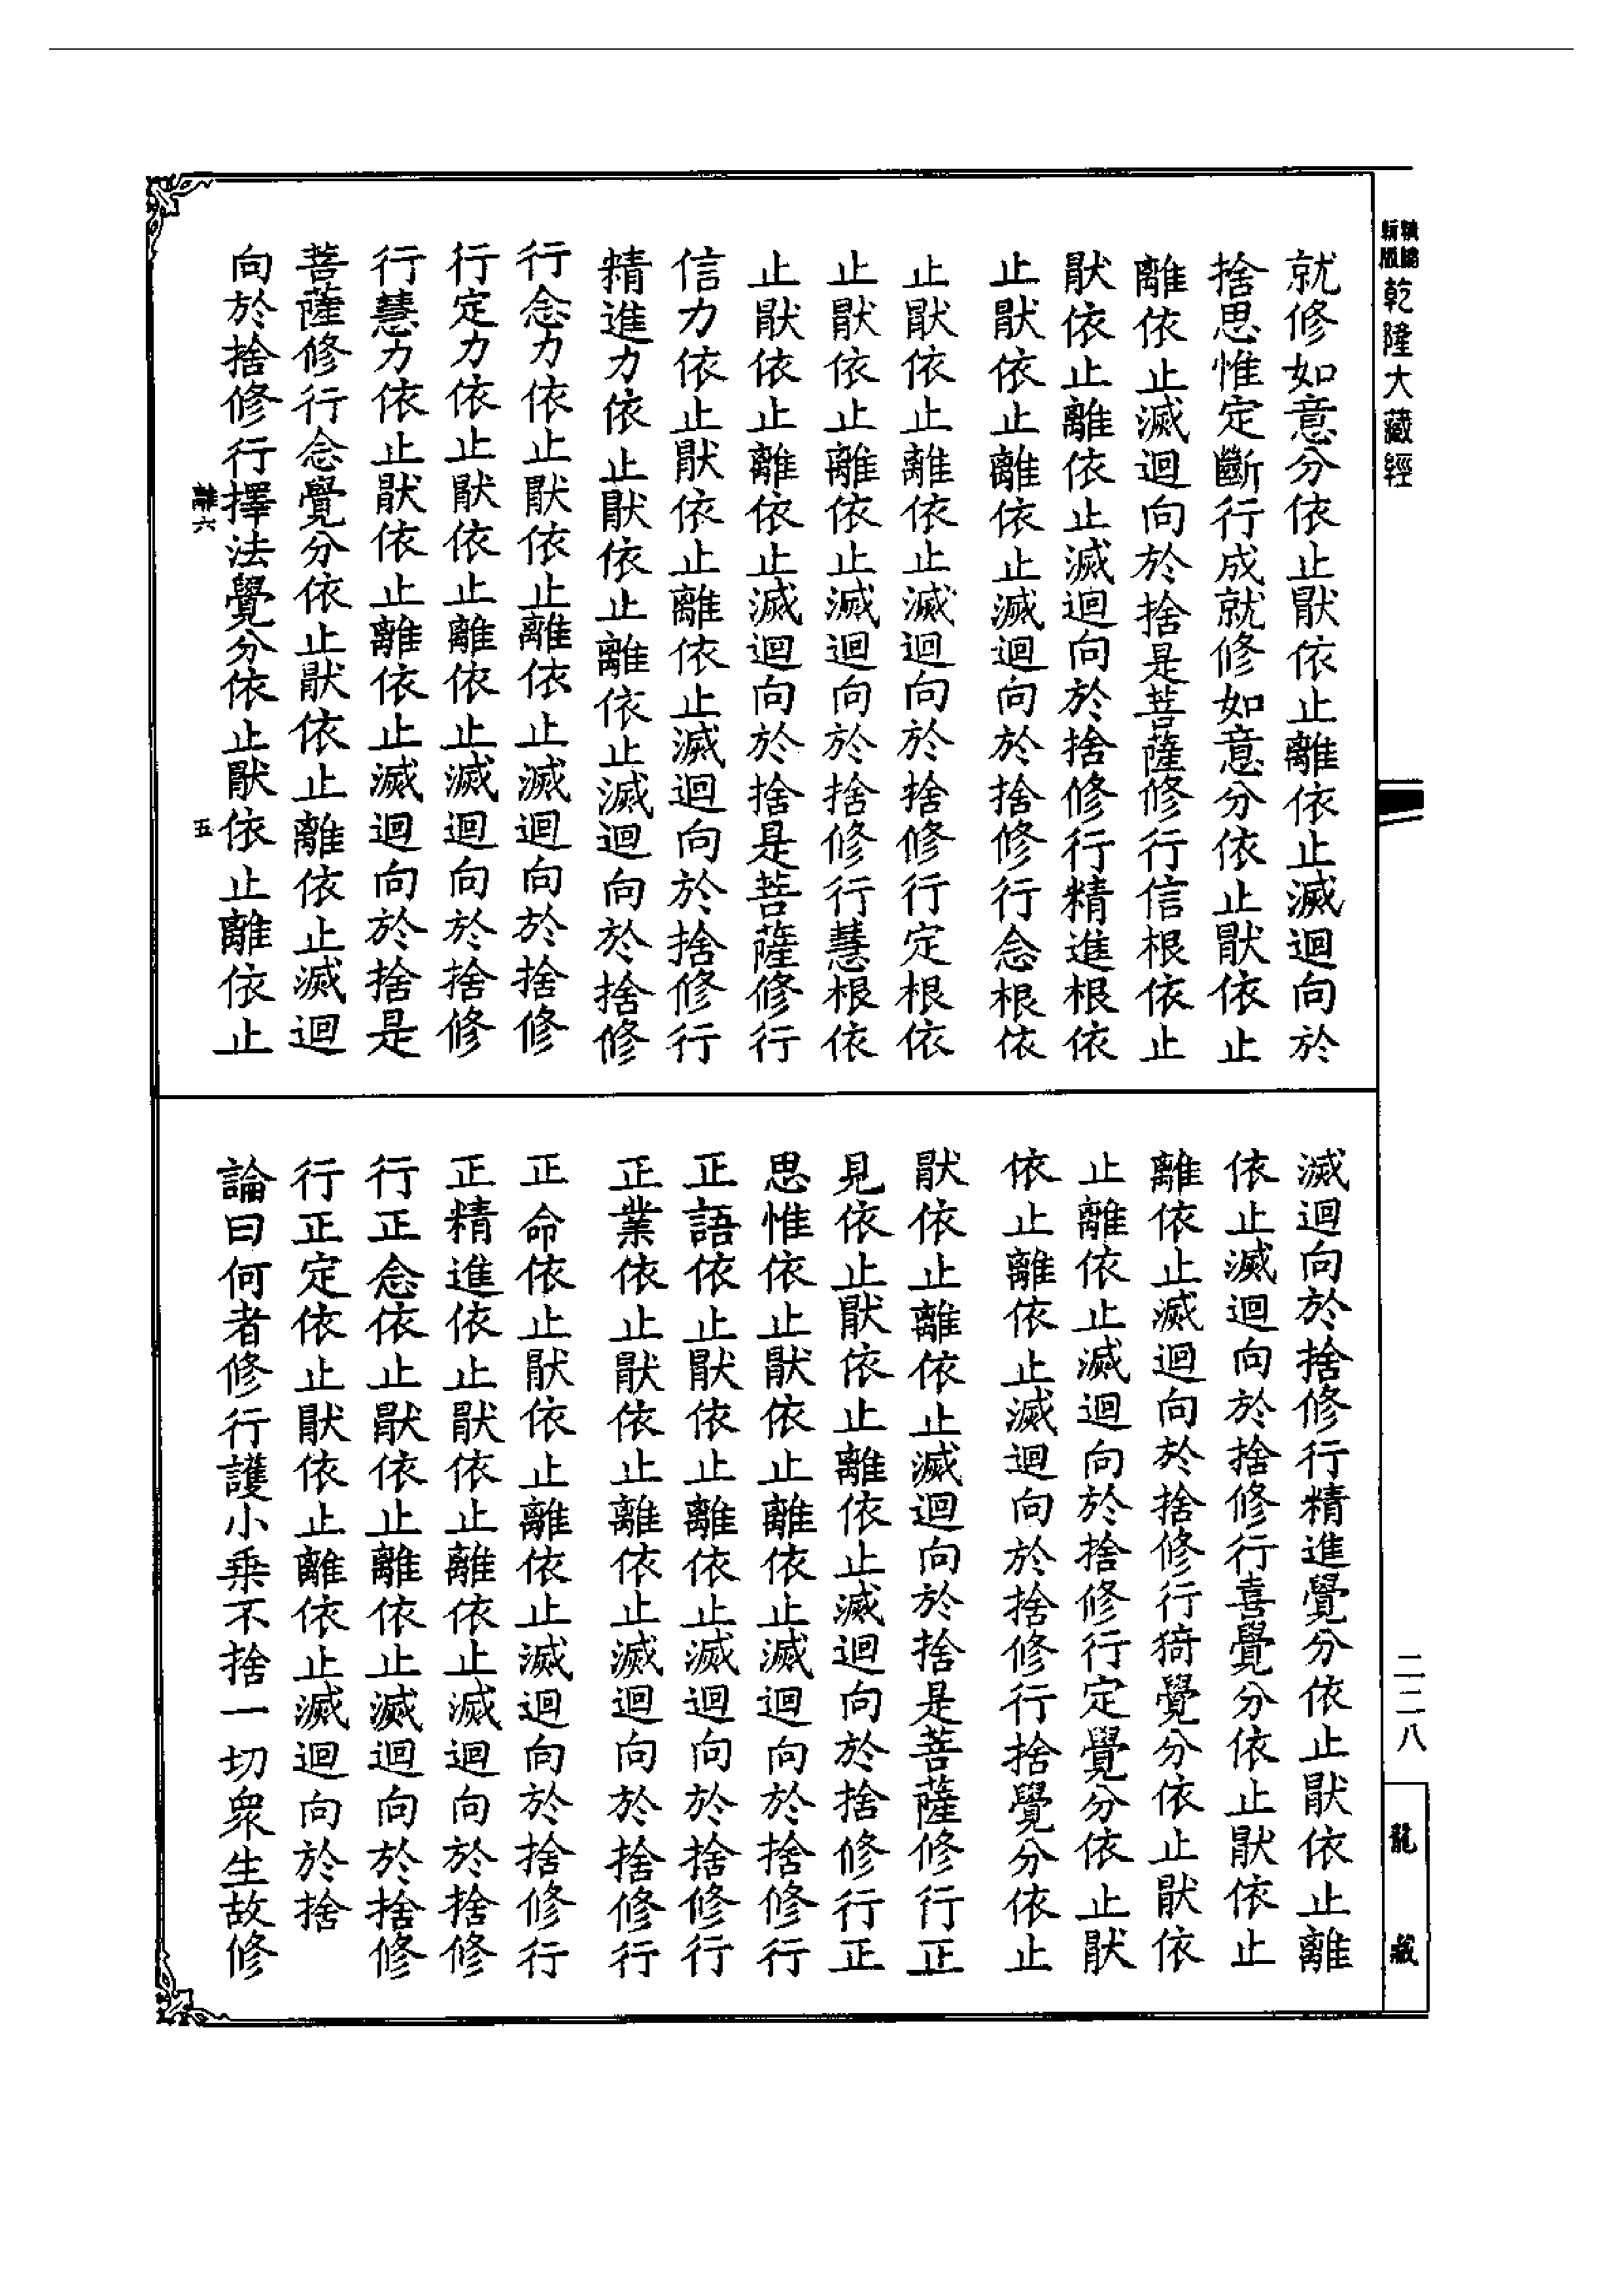 新編
縮版
乾隆大藏經
就修如意分依止猒依止離依止滅迴向於
捨思惟定斷行成就修如意分依止猒依止
離依止滅迴向於捨是菩薩修行信根依止
猒依止離依止滅迴向於捨修行精進根依
止猒依止離依止滅迴向於捨修行念根依
止猒依止離依止滅迴向於捨修行定根依
止猒依止離依止滅迴向於捨修行慧根依
止猒依止離依止滅迴向於捨是菩薩修行
信力依止猒依止離依止滅迴向於捨修行
精進力依止猒依止離依止滅迴向於捨修
行念力依止猒依止離依止滅迴向於捨修
行定力依止猒依止離依止滅迴向於捨修
行慧力依止猒依止離依止滅迴向於捨是
菩薩修行念覺分依止猒依止離依止滅迴
向於捨修行擇法覺分依止猒依止離依止
離六
五
滅迴向於捨修行精進覺分依止猒依止離
依止滅迴向於捨修行喜覺分依止猒依止
離依止滅迴向於捨修行猗覺分依止猒依
止離依止滅迴向於捨修行定覺分依止猒
依止離依止滅迴向於捨修行捨覺分依止
猒依止離依止滅迴向於捨是菩薩修行正
見依止猒依止離依止滅迴向於捨修行正
思惟依止猒依止離依止滅迴向於捨修行
正語依止猒依止離依止滅迴向於捨修行
正業依止猒依止離依止滅迴向於捨修行
正命依止猒依止離依止滅迴向於捨修行
正精進依止猒依止離依止滅迴向於捨修
行正念依止猒依止離依止滅迴向於捨修
行正定依止猒依止離依止滅迴向於捨
論曰何者修行護小乘不捨一切眾生故修
二二八
龍藏